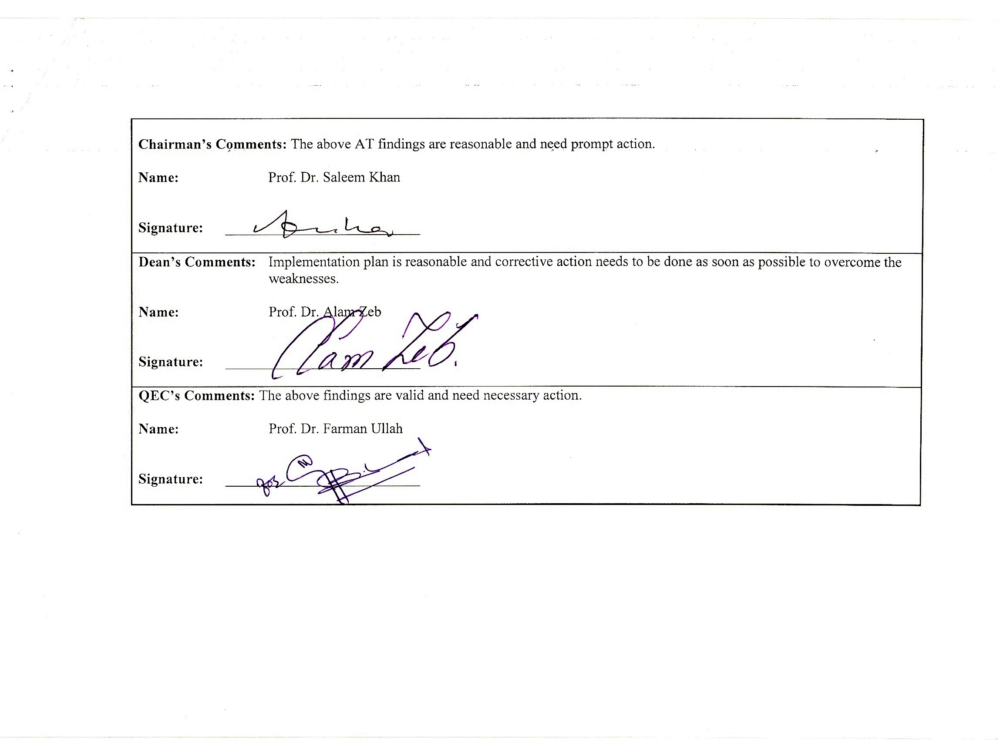 Chairman's Comments: The above AT findings are reasonable and need prompt action.
Name: Prof. Dr. Saleem Khan
Signature:
Dean's Comments: Implementation plan is reasonable and corrective action needs to be done as soon as possible to overcome the
weaknesses.
Name: Prof. Dr. Alam Zeb
Signature: Alam Zeb.
QEC's Comments: The above findings are valid and need necessary action.
Name: Prof. Dr. Farman Ullah
Signature: